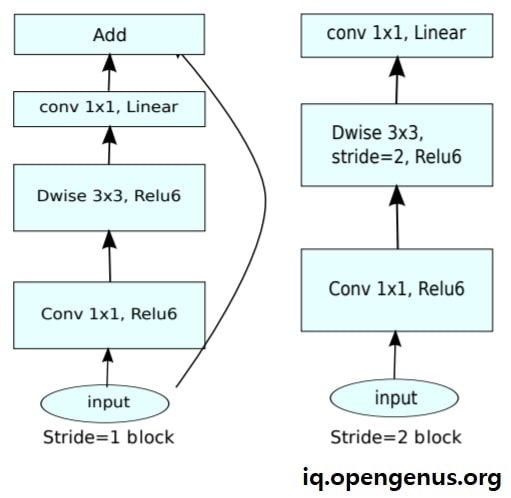 Add
conv 1x1, Linear
Dwise 3x3, Relu6
Conv 1x1, Relu6
input
Stride=1 block
conv 1x1, Linear
Dwise 3x3,
stride=2, Relu6
Conv 1x1, Relu6
input
Stride=2 block
iq.opengenus.org